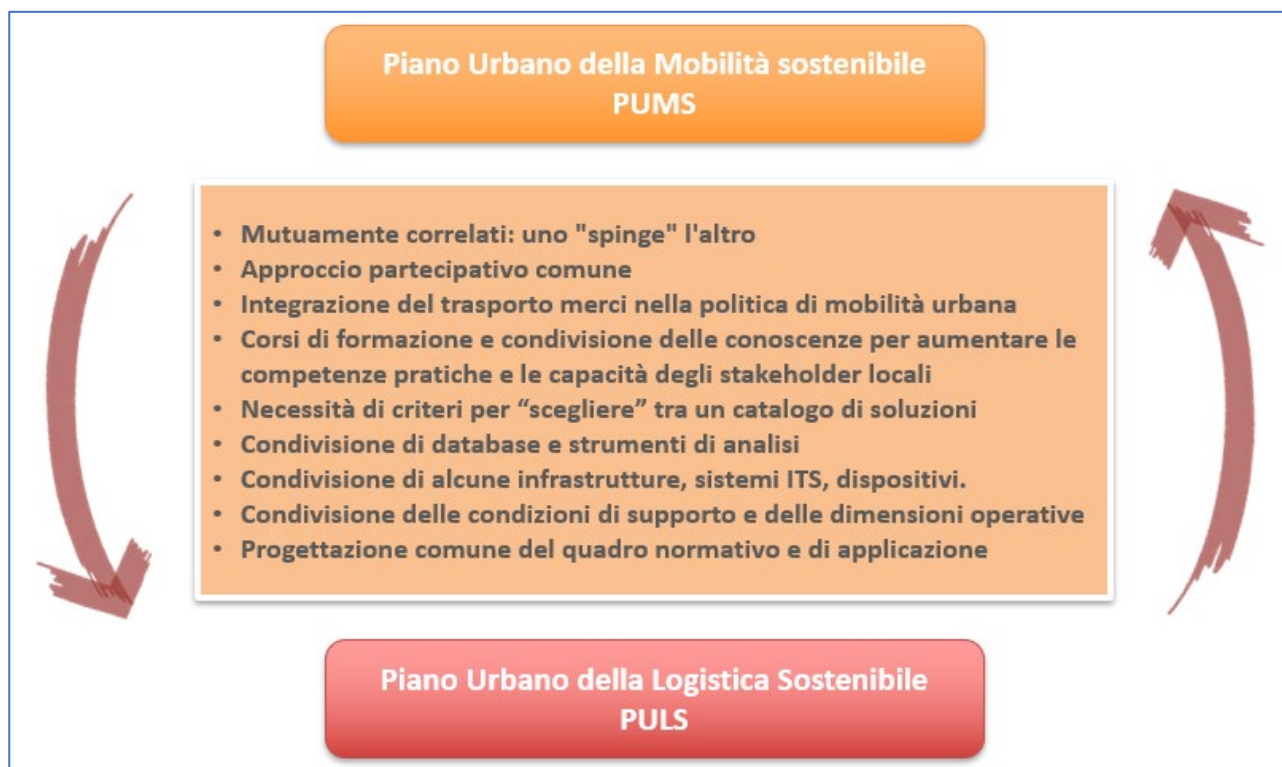 Piano Urbano della Mobilità sostenibile
PUMS
• Mutuamente correlati: uno "spinge" l'altro
• Approccio partecipativo comune
• Integrazione del trasporto merci nella politica di mobilità urbana
• Corsi di formazione e condivisione delle conoscenze per aumentare le
competenze pratiche e le capacità degli stakeholder locali
• Necessità di criteri per “scegliere” tra un catalogo di soluzioni
• Condivisione di database e strumenti di analisi
• Condivisione di alcune infrastrutture, sistemi ITS, dispositivi.
• Condivisione delle condizioni di supporto e delle dimensioni operative
• Progettazione comune del quadro normativo e di applicazione
Piano Urbano della Logistica Sostenibile
PULS